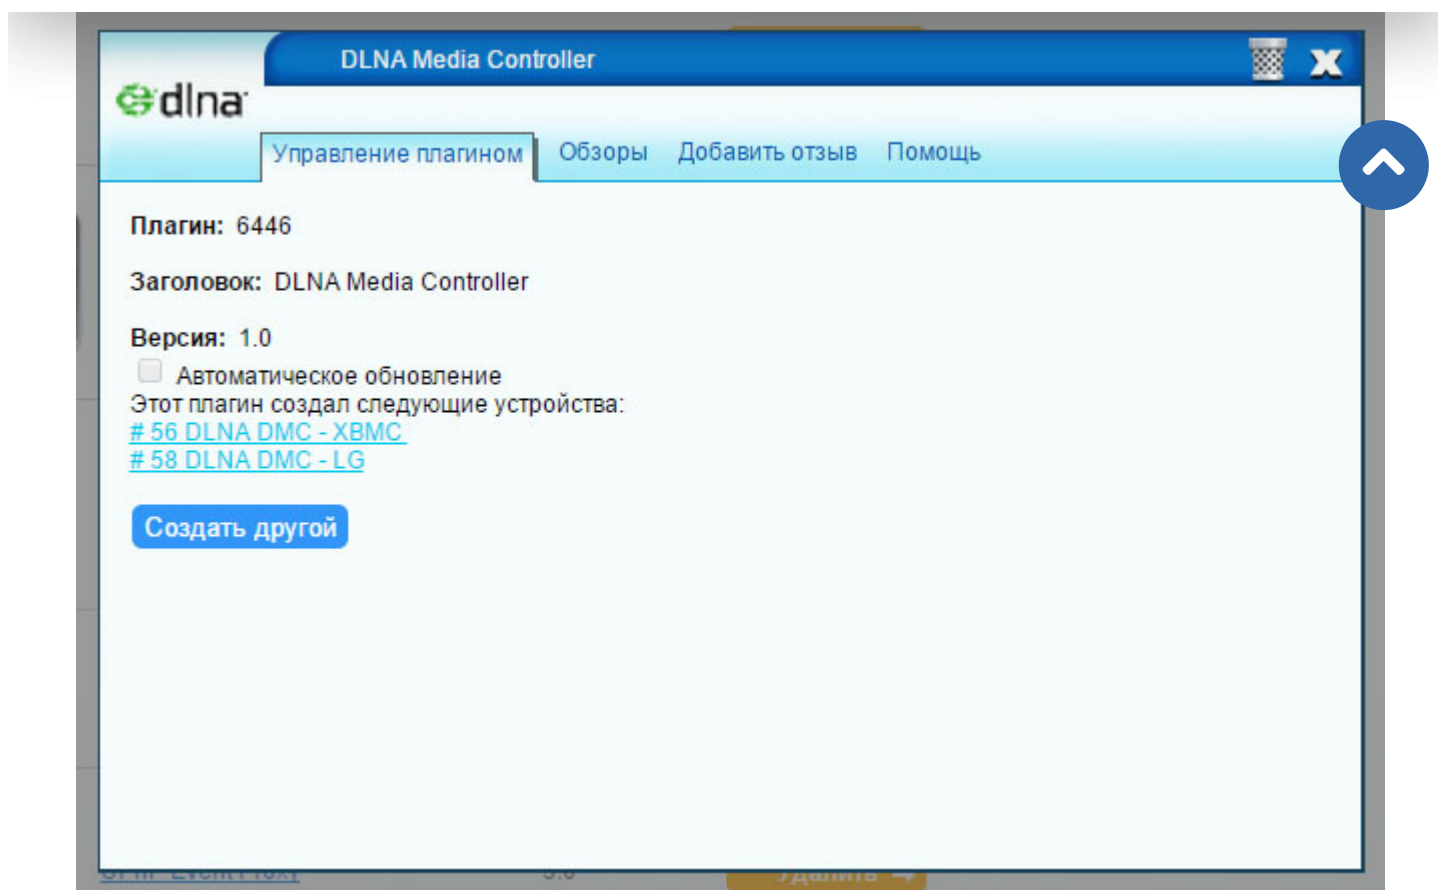 DLNA Media Controller
dlna
Управление плагином Обзоры Добавить отзыв Помощь
Плагин: 6446
Заголовок: DLNA Media Controller
Версия: 1.0
Автоматическое обновление
Этот плагин создал следующие устройства:
# 56 DLNA DMC - XBMC
# 58 DLNA DMC - LG
Создать другой